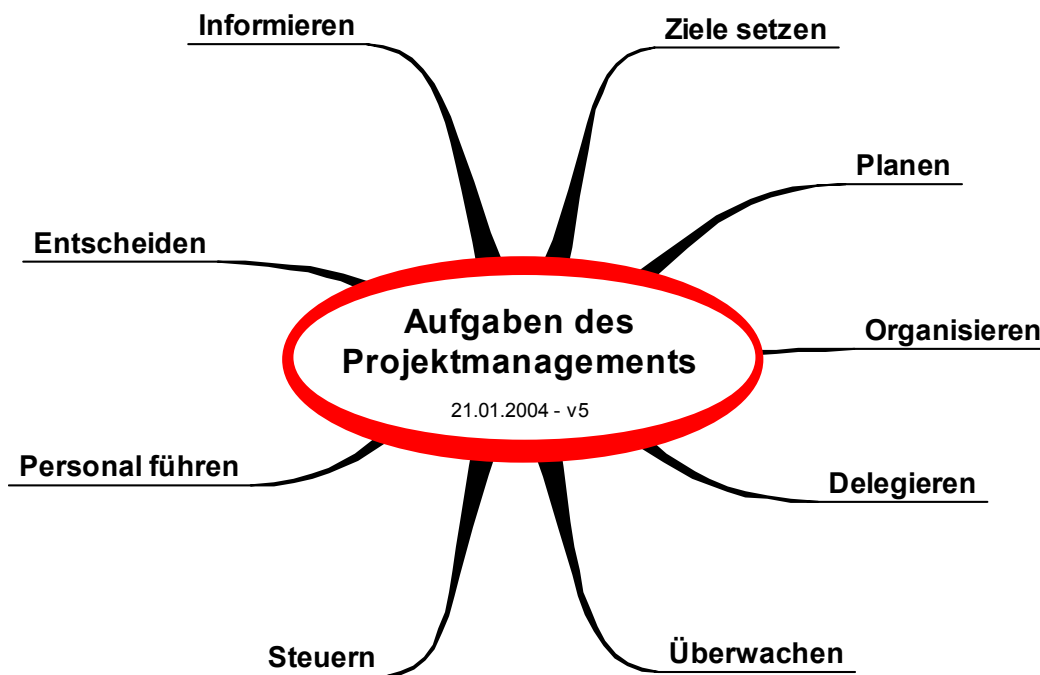 Informieren
Ziele setzen
Planen
Entscheiden
Aufgaben des
Projektmanagements
21.01.2004 - v5
Organisieren
Personal führen
Delegieren
Steuern
Überwachen